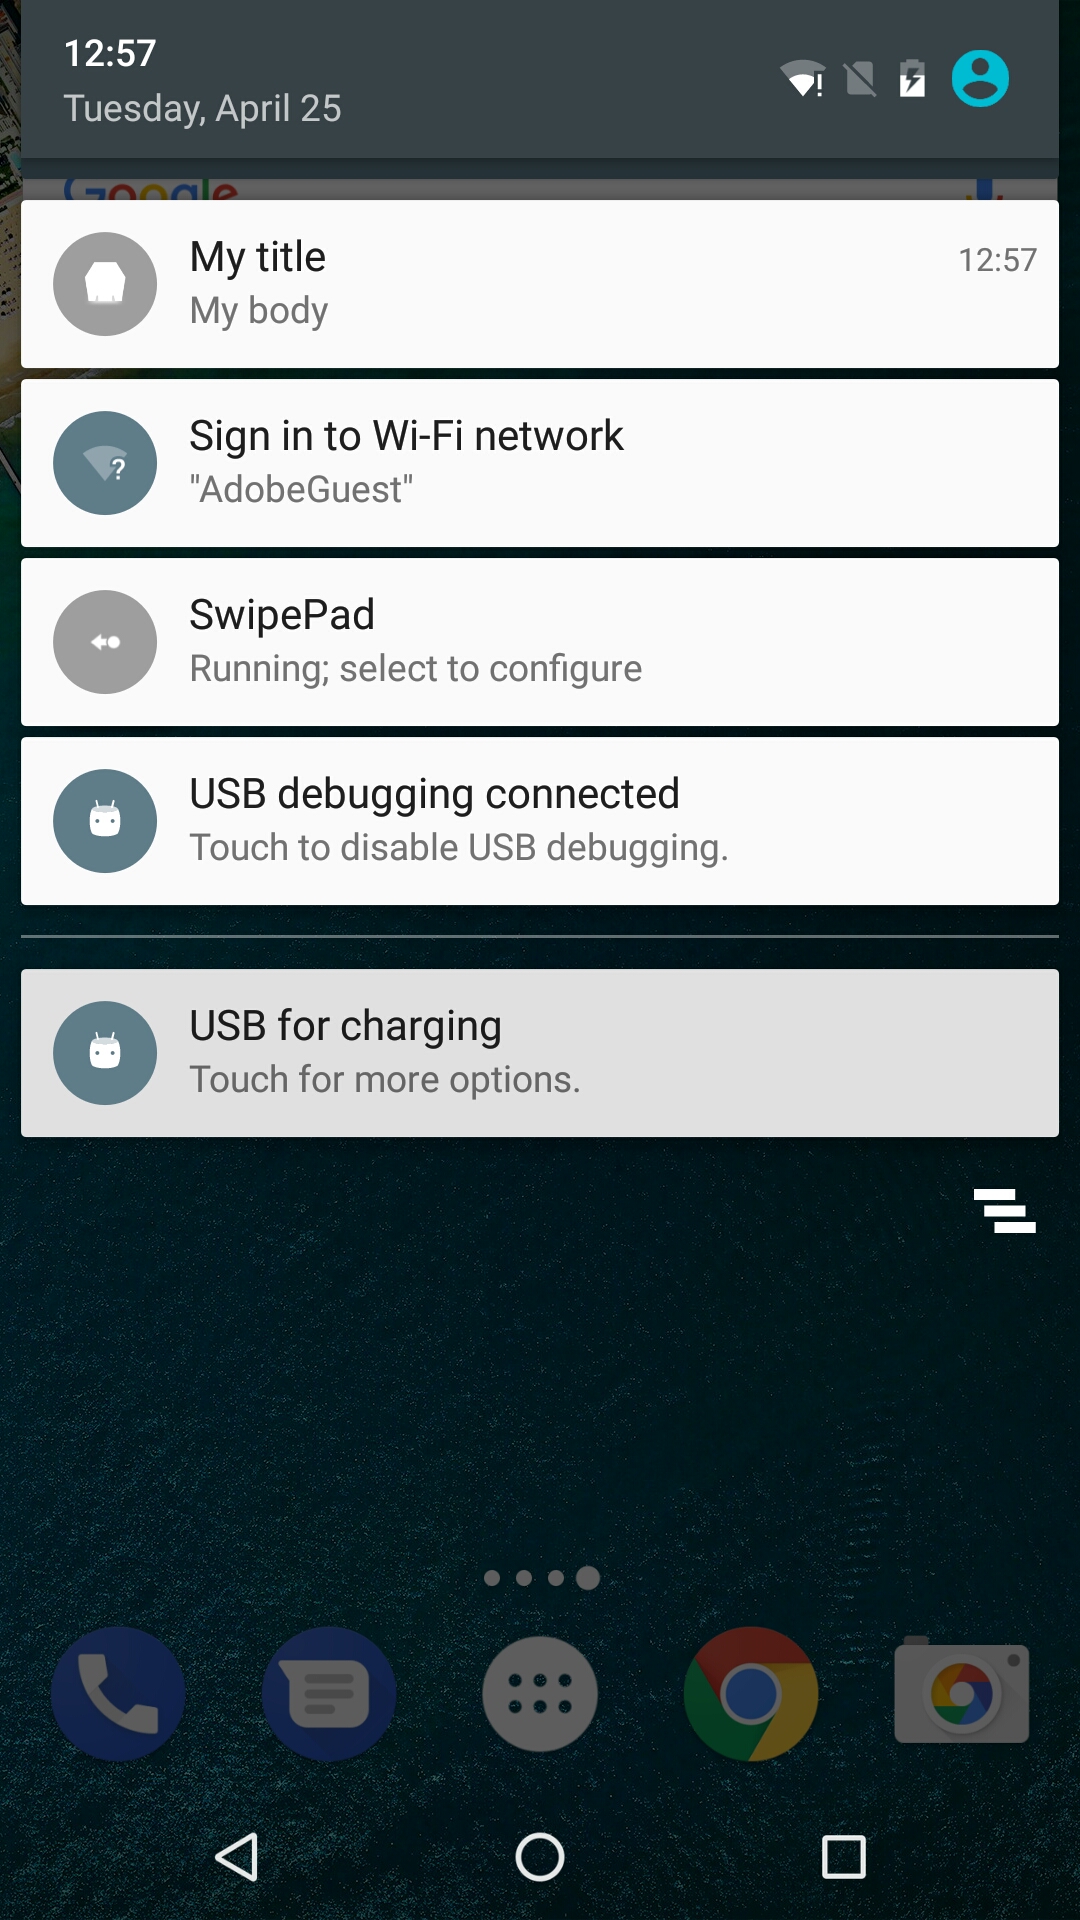 12:57
Tuesday, April 25
Google
My title
12:57
My body
Sign in to Wi-Fi network
"AdobeGuest"
SwipePad
Running; select to configure
USB debugging connected
Touch to disable USB debugging.
USB for charging
Touch for more options.